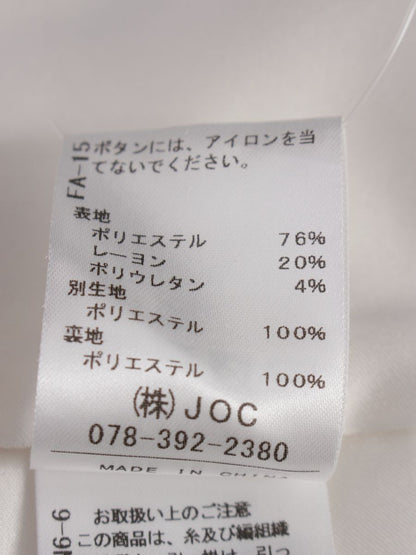 FA-15
ボタンには、アイロンを当
てないでください。
表地
ポリエステル 76%
レーヨン 20%
ポリウレタン 4%
別生地
ポリエステル 100%
裏地
ポリエステル 100%
(株)JOC
078-392-2380
MADE IN CHINA
お取扱い上のご注意
この商品は、糸及び編組織